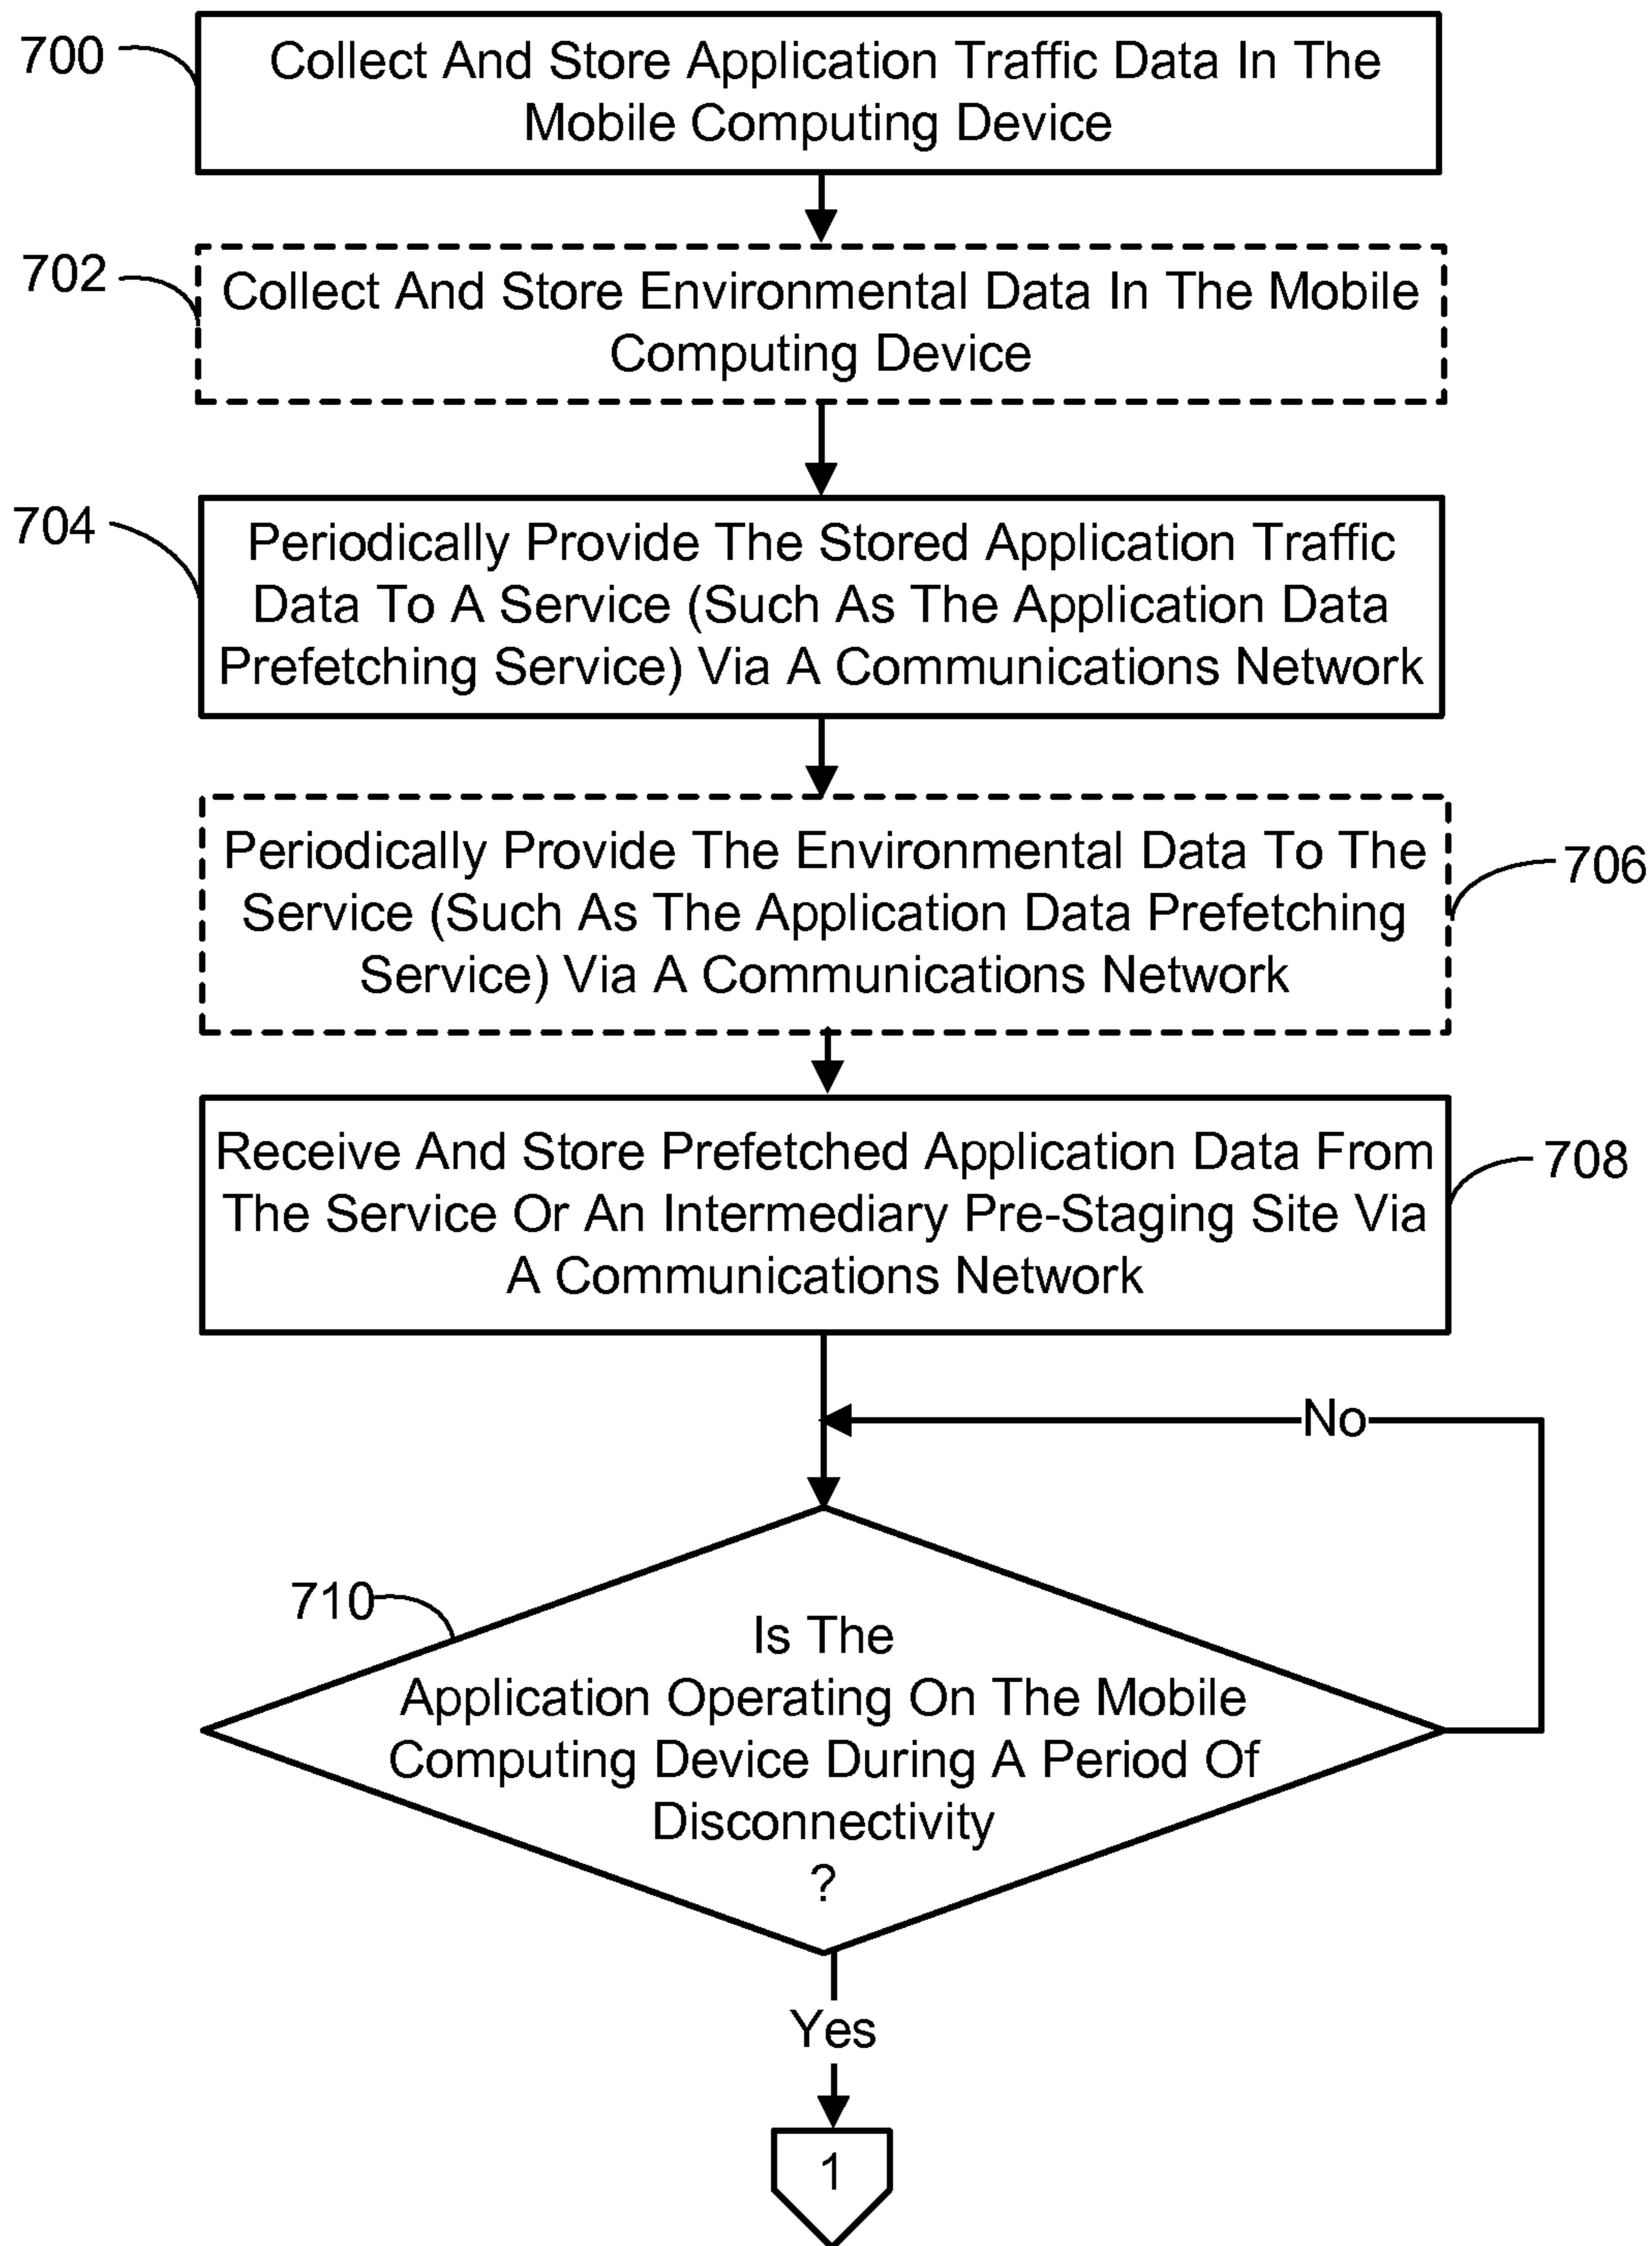 700
Collect And Store Application Traffic Data In The
Mobile Computing Device
702
Collect And Store Environmental Data In The Mobile
Computing Device
704
Periodically Provide The Stored Application Traffic
Data To A Service (Such As The Application Data
Prefetching Service) Via A Communications Network
Periodically Provide The Environmental Data To The
Service (Such As The Application Data Prefetching
Service) Via A Communications Network
706
Receive And Store Prefetched Application Data From
The Service Or An Intermediary Pre-Staging Site Via
A Communications Network
708
No
710
Is The
Application Operating On The Mobile
Computing Device During A Period Of
Disconnectivity
?
Yes
1